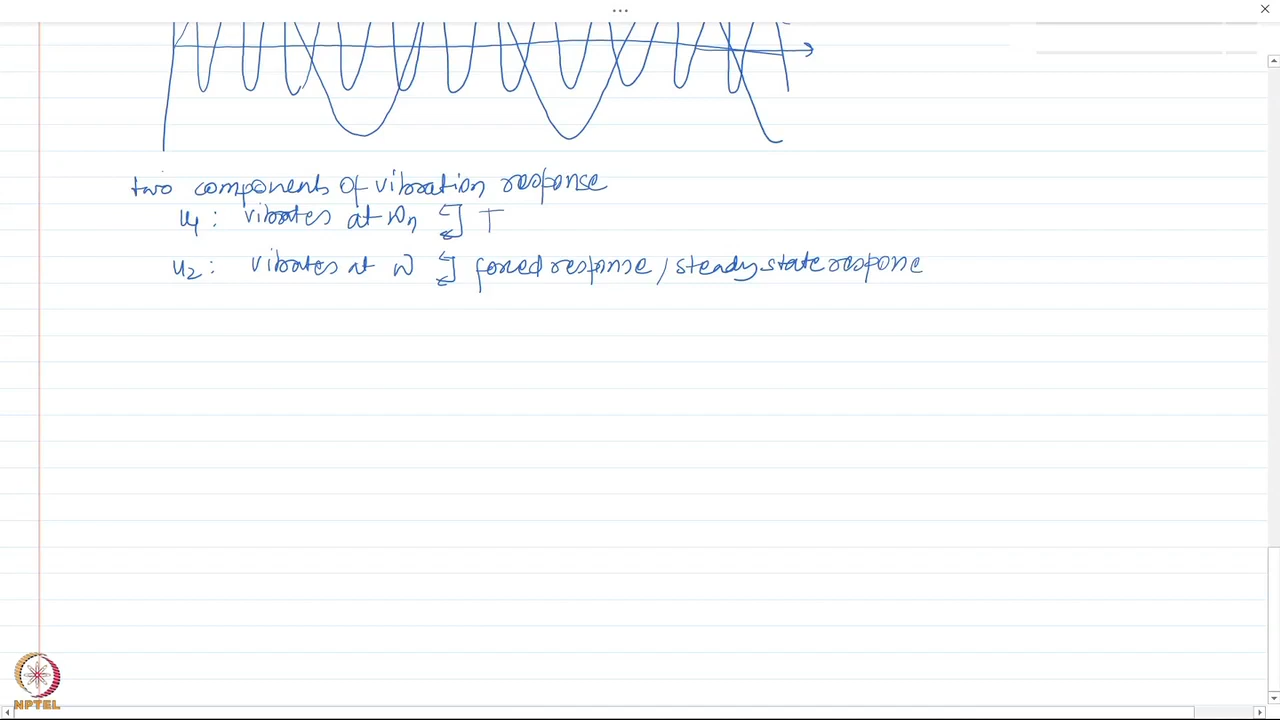 two components of vibration response
u₁: vibrates at ωₙ ] T
u₂: vibrates at ω ] forced response / steady state response
NPTEL